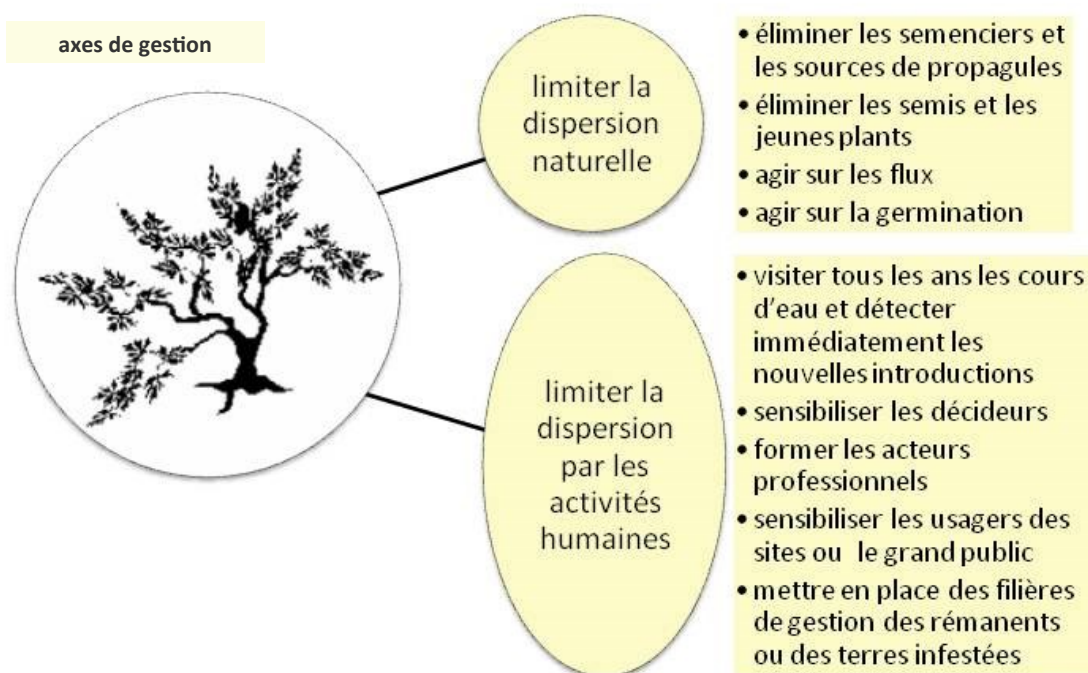 axes de gestion
limiter la
dispersion
naturelle
• éliminer les semenciers et
les sources de propagules
• éliminer les semis et les
jeunes plants
• agir sur les flux
• agir sur la germination
limiter la
dispersion
par les
activités
humaines
• visiter tous les ans les cours
d'eau et détecter
immédiatement les
nouvelles introductions
• sensibiliser les décideurs
• former les acteurs
professionnels
• sensibiliser les usagers des
sites ou le grand public
• mettre en place des filières
de gestion des rémanents
ou des terres infestées